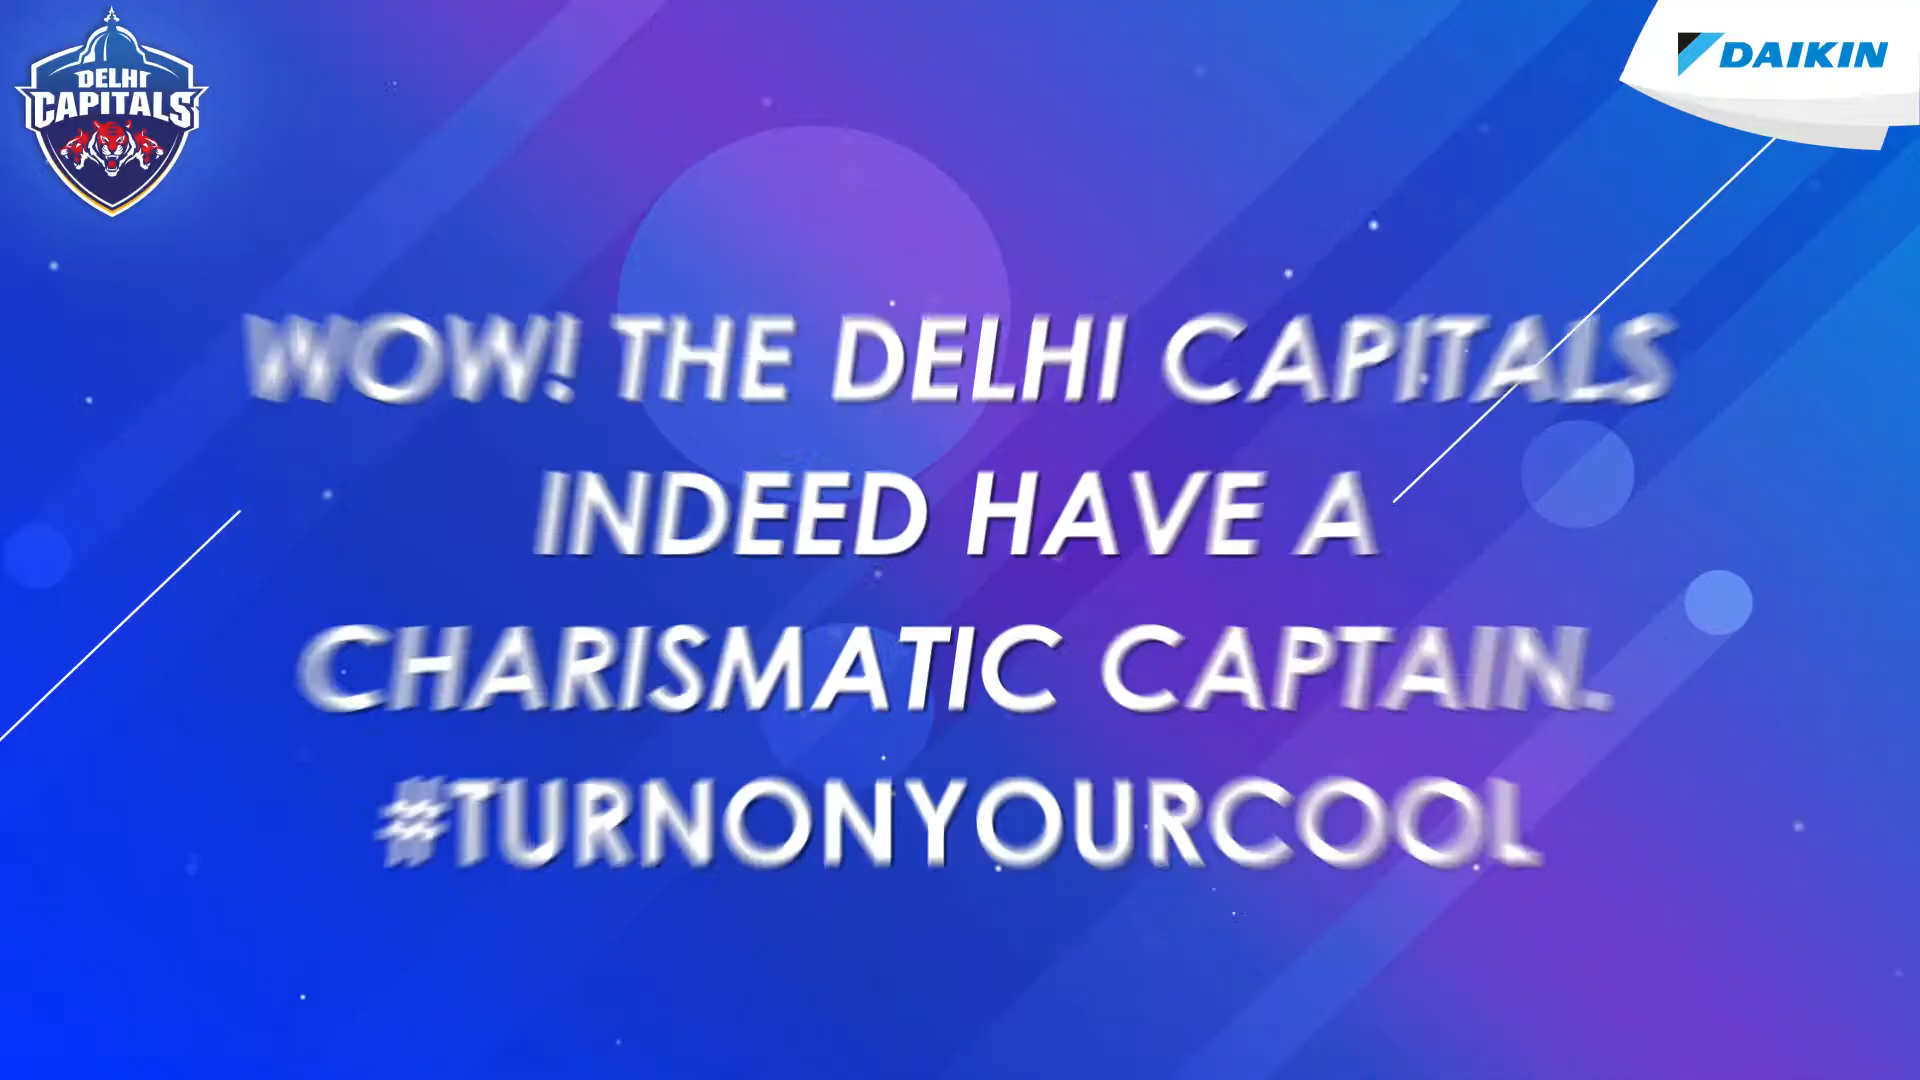 DELHI
CAPITALS
DAIKIN
WOW! THE DELHI CAPITALS
INDEED HAVE A
CHARISMATIC CAPTAIN.
#TURNONYOURCOOL